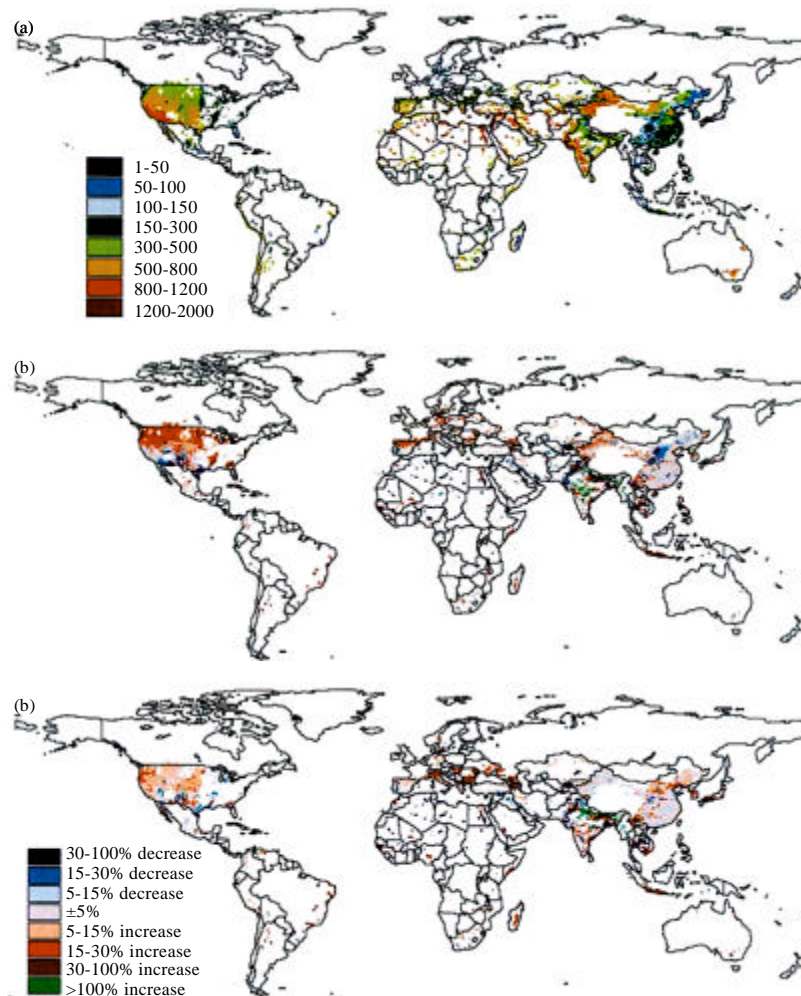 (a)
1-50
50-100
100-150
150-300
300-500
500-800
800-1200
1200-2000
(b)
(b)
30-100% decrease
15-30% decrease
5-15% decrease
±5%
5-15% increase
15-30% increase
30-100% increase
>100% increase